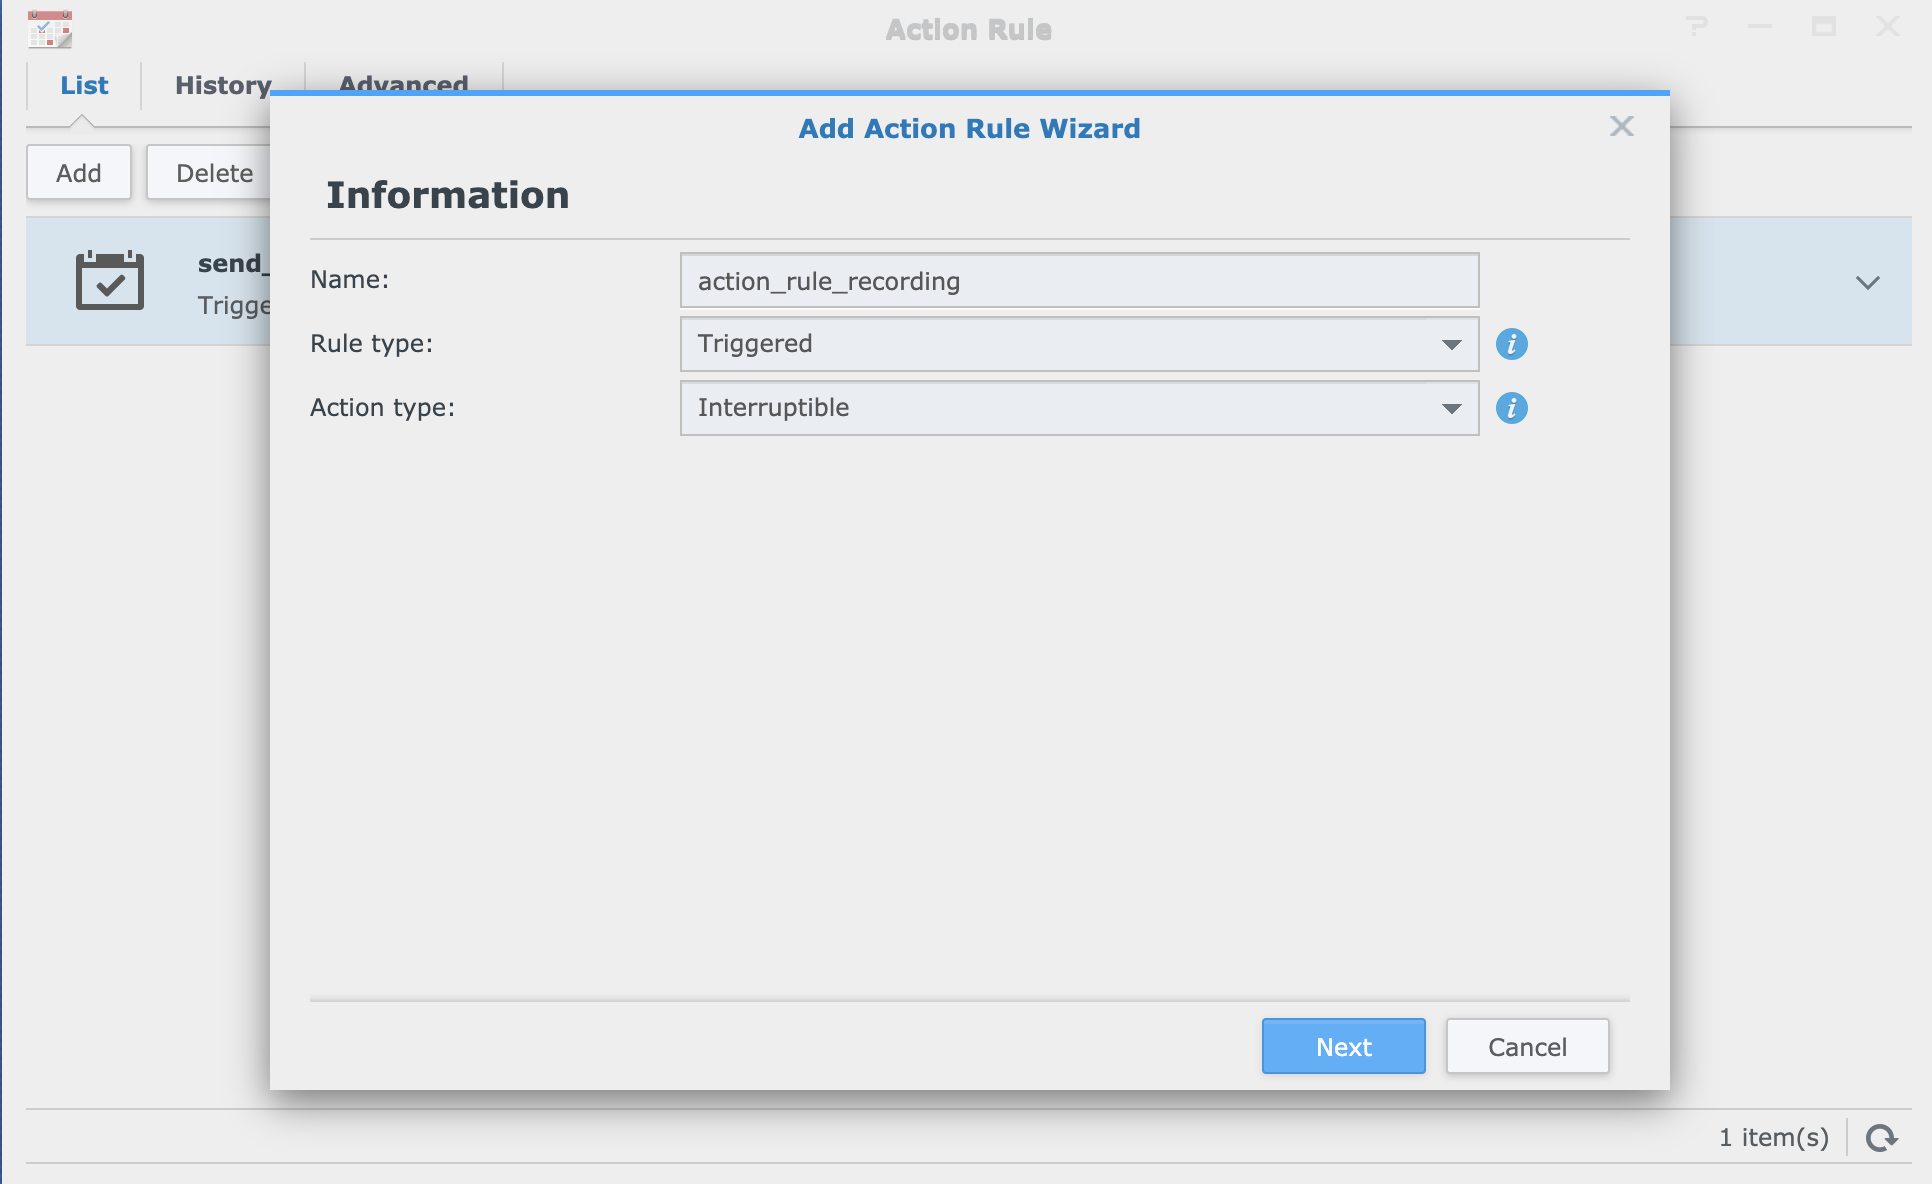 Action Rule
List
History
Advanced
Add Action Rule Wizard
Add
Delete
Information
send_
Trigge
Name:
action_rule_recording
Rule type:
Triggered
i
Action type:
Interruptible
i
Next
Cancel
1 item(s)